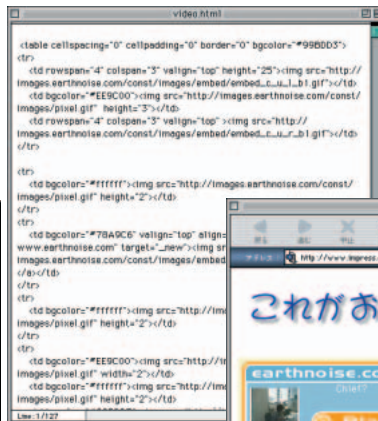 video.html
<table cellspacing="0" cellpadding="0" border="0" bgcolor="#99BDD3">
<tr>
<td rowspan="4" colspan="3" valign="top" height="25"><img src="http://
images.earthnoise.com/const/images/embed/embed_c_u_l_b1.gif"></td>
<td bgcolor="#EE9C00"><img src="http://images.earthnoise.com/const/
images/pixel.gif" height="3"></td>
<td rowspan="4" colspan="3" valign="top" ><img src="http://
images.earthnoise.com/const/images/embed/embed_c_u_r_b1.gif"></td>
</tr>
<tr>
<td bgcolor="#ffffff"><img src="http://images.earthnoise.com/const/
images/pixel.gif" height="2"></td>
</tr>
<tr>
<td bgcolor="#78A9C6" valign="top" align=
www.earthnoise.com" target="_new"><img sr
images.earthnoise.com/const/images/embed
</a></td>
</tr>
<tr>
<td bgcolor="#ffffff"><img src="http://im
images/pixel.gif" height="2"></td>
</tr>
<tr>
<td bgcolor="#EE9C00"><img src="http://i
images/pixel.gif" width="2"></td>
<td bgcolor="#ffffff"><img src="http://im
images/pixel.gif" height="2"></td>
Line:1/127
戻る 進む 中止
アドレス http://www.impress.
これがお
earthnoise.co
Chief?